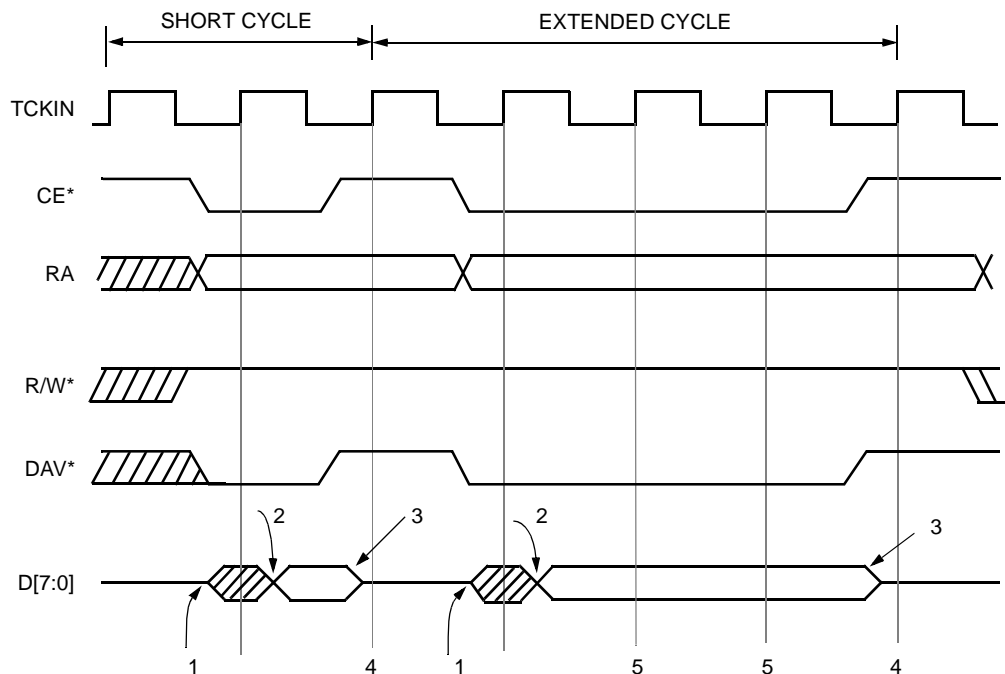 SHORT CYCLE EXTENDED CYCLE
TCKIN
CE*
RA
R/W*
DAV*
2 3 2 3
D[7:0]
1 4 1 5 5 4